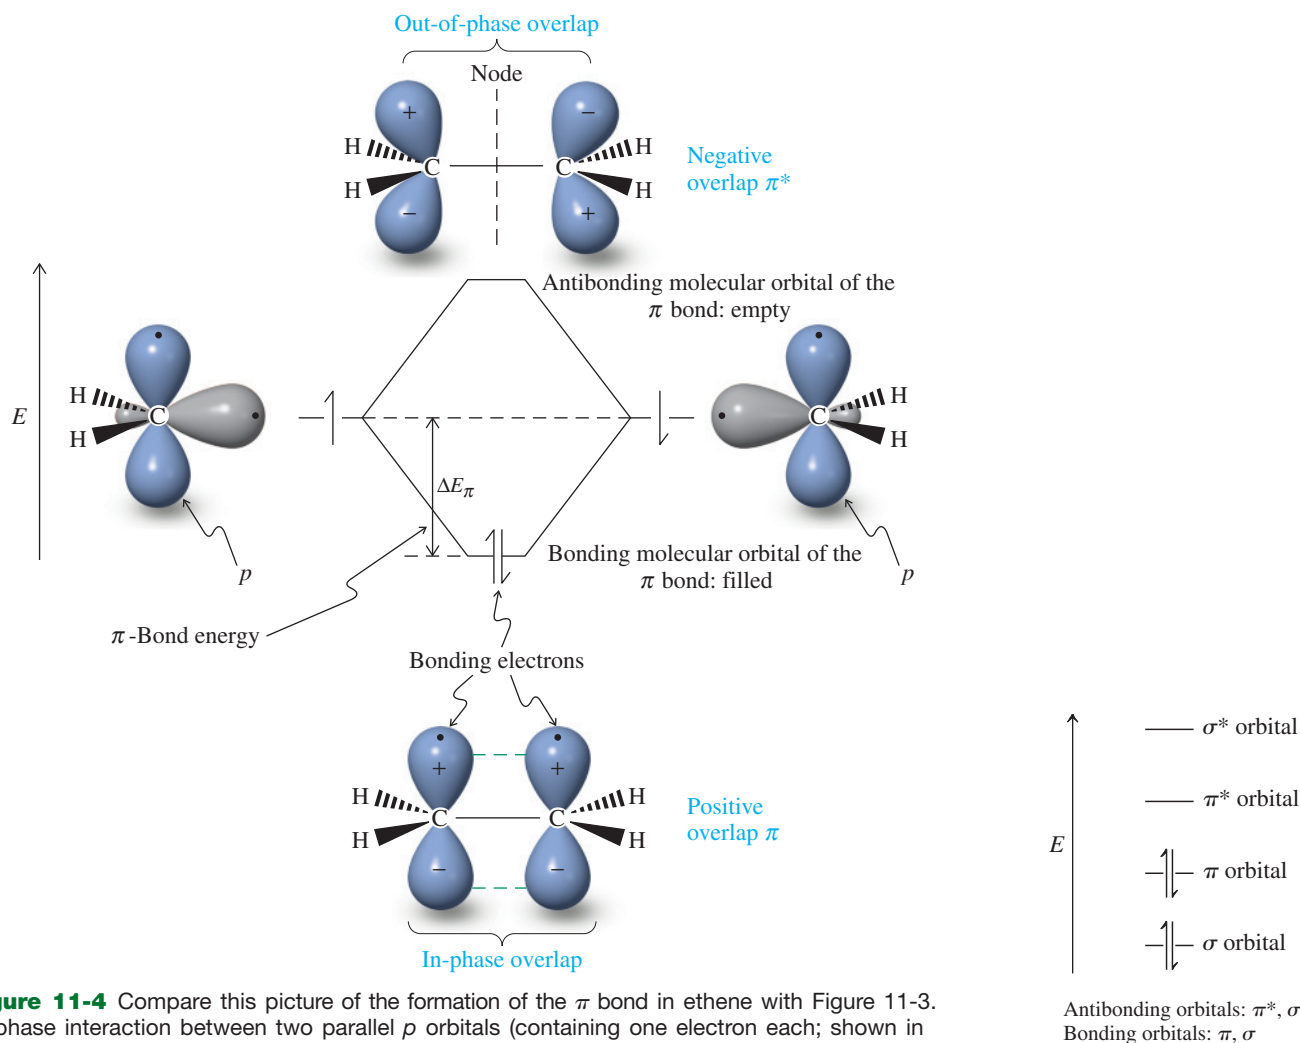 Out-of-phase overlap
Node
+ −
H C C H
H H
− +
Negative
overlap π*
Antibonding molecular orbital of the
π bond: empty
E
H C
H
C H
H
ΔEπ
p
Bonding molecular orbital of the
π bond: filled
p
π-Bond energy
Bonding electrons
+ +
H C C H
H H
− −
Positive
overlap π
In-phase overlap
E
σ* orbital
π* orbital
π orbital
σ orbital
gure 11-4 Compare this picture of the formation of the π bond in ethene with Figure 11-3.
phase interaction between two parallel p orbitals (containing one electron each; shown in
Antibonding orbitals: π*, σ
Bonding orbitals: π, σ